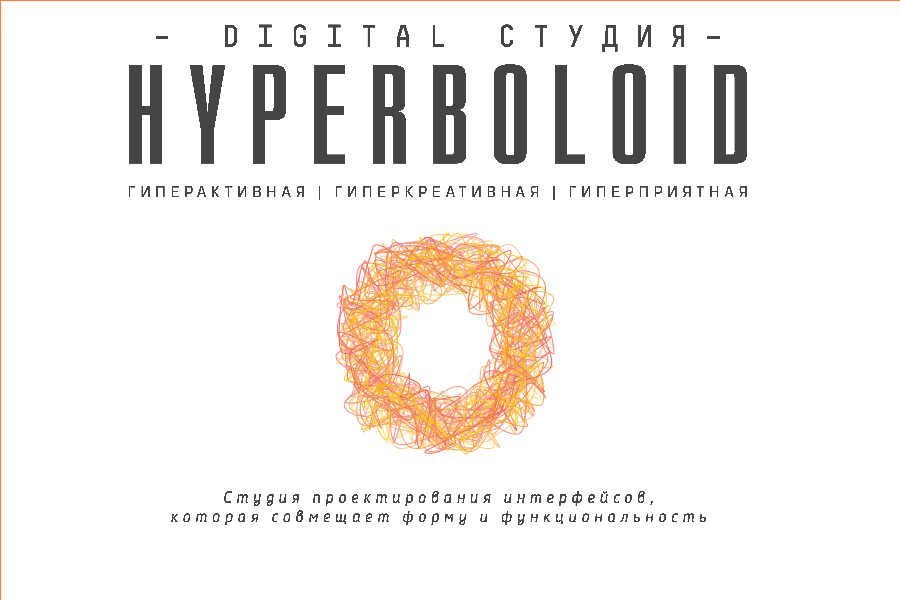 – DIGITAL СТУДИЯ –
HYPERBOLOID
ГИПЕРАКТИВНАЯ | ГИПЕРКРЕАТИВНАЯ | ГИПЕРПРИЯТНАЯ
Студия проектирования интерфейсов,
которая совмещает форму и функциональность